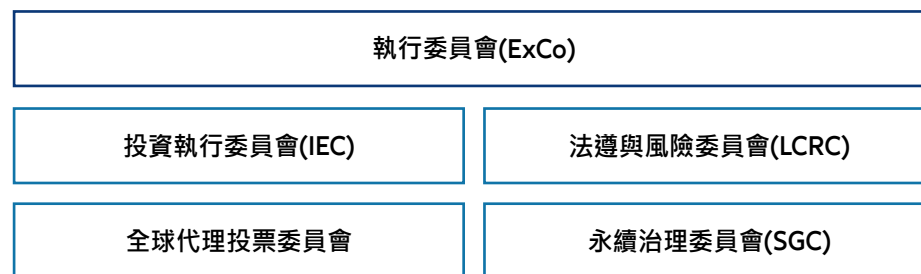 執行委員會(ExCo)
投資執行委員會(IEC)
法遵與風險委員會(LCRC)
全球代理投票委員會
永續治理委員會(SGC)